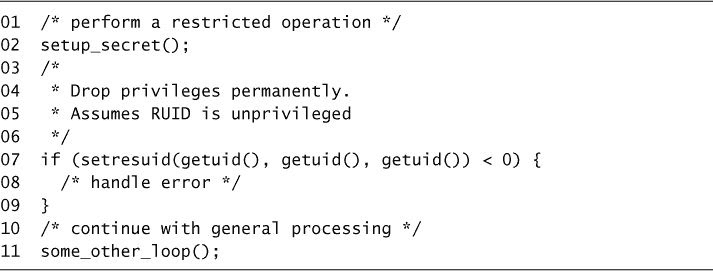 01  /* perform a restricted operation */
02  setup_secret();
03  /*
04   * Drop privileges permanently.
05   * Assumes RUID is unprivileged
06   */
07  if (setresuid(getuid(), getuid(), getuid()) < 0) {
08    /* handle error */
09  }
10  /* continue with general processing */
11  some_other_loop();